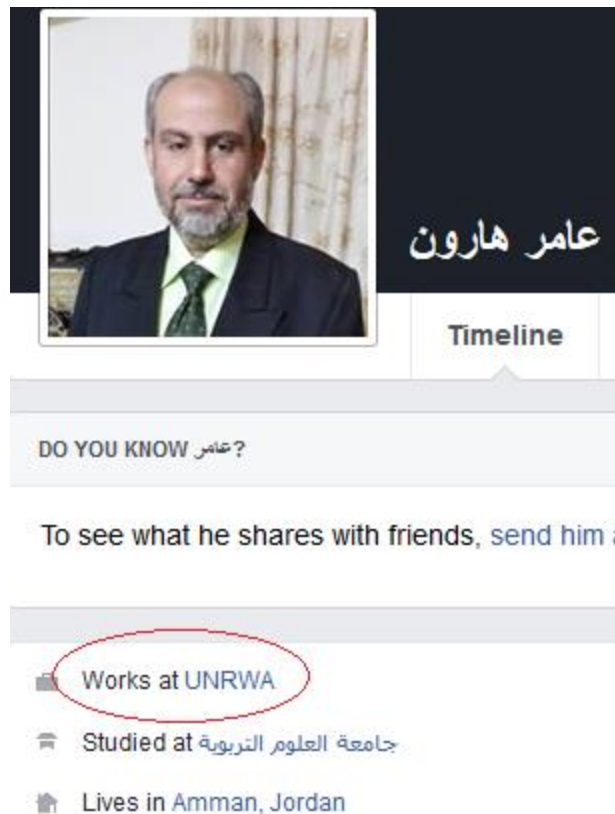 عامر هارون
Timeline
DO YOU KNOW عامر?
To see what he shares with friends, send him
Works at UNRWA
Studied at جامعة العلوم التربوية
Lives in Amman, Jordan